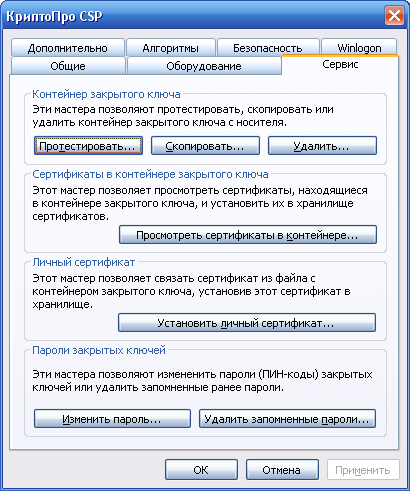 КриптоПро CSP
Дополнительно Алгоритмы Безопасность Winlogon
Общие Оборудование Сервис
Контейнер закрытого ключа
Эти мастера позволяют протестировать, скопировать или
удалить контейнер закрытого ключа с носителя.
Протестировать... Скопировать... Удалить...
Сертификаты в контейнере закрытого ключа
Этот мастер позволяет просмотреть сертификаты, находящиеся
в контейнере закрытого ключа, и установить их в хранилище
сертификатов.
Просмотреть сертификаты в контейнере...
Личный сертификат
Этот мастер позволяет связать сертификат из файла с
контейнером закрытого ключа, установив этот сертификат в
хранилище.
Установить личный сертификат...
Пароли закрытых ключей
Эти мастера позволяют измененить пароли (ПИН-коды) закрытых
ключей или удалить запомненные ранее пароли.
Изменить пароль... Удалить запомненные пароли...
ОК Отмена Применить